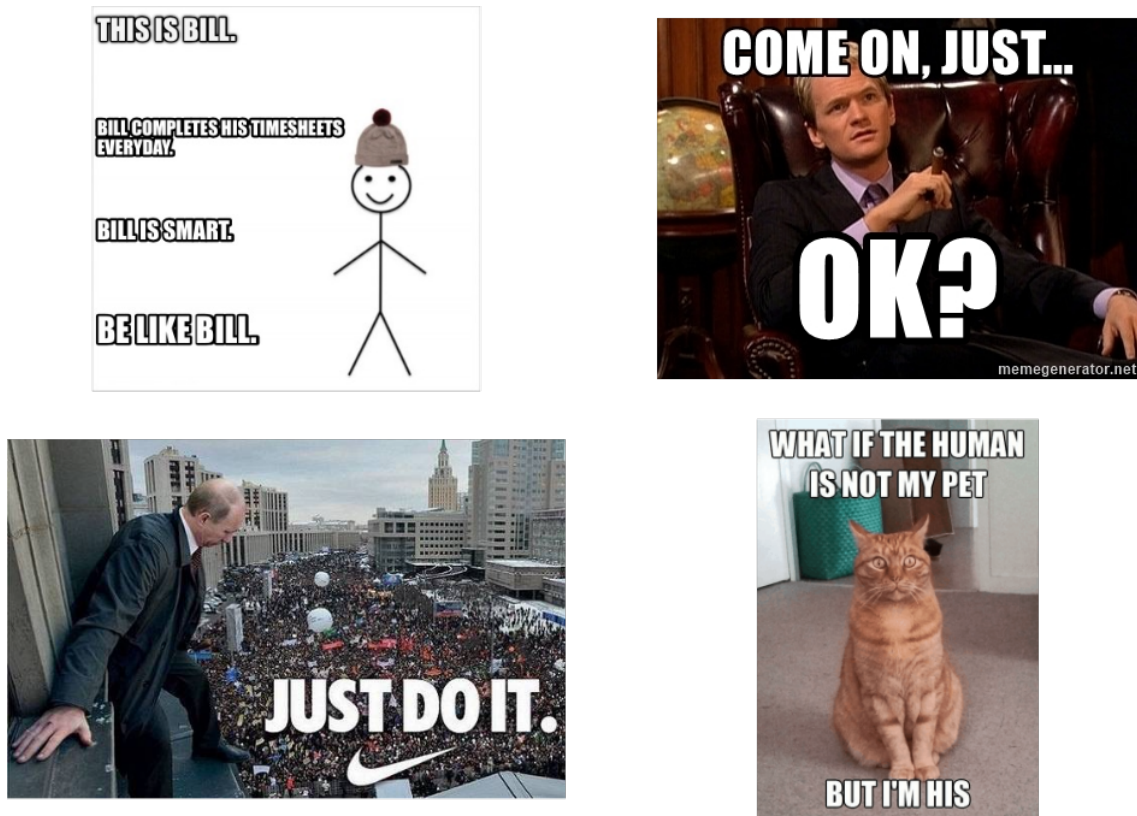 THIS IS BILL.
BILL COMPLETES HIS TIMESHEETS
EVERYDAY.
BILL IS SMART.
BE LIKE BILL.
COME ON, JUST...
OK?
memegenerator.net
JUST DO IT.
WHAT IF THE HUMAN
IS NOT MY PET
BUT I'M HIS